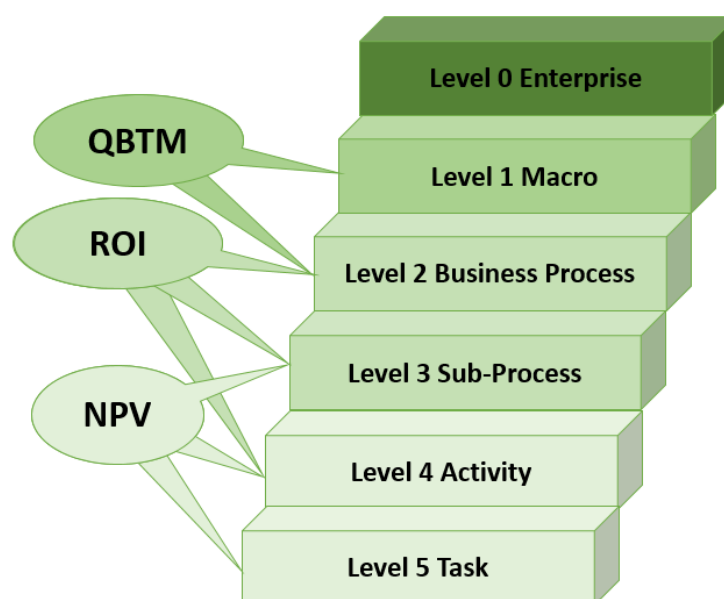 Level 0 Enterprise
QBTM
Level 1 Macro
ROI
Level 2 Business Process
Level 3 Sub-Process
NPV
Level 4 Activity
Level 5 Task